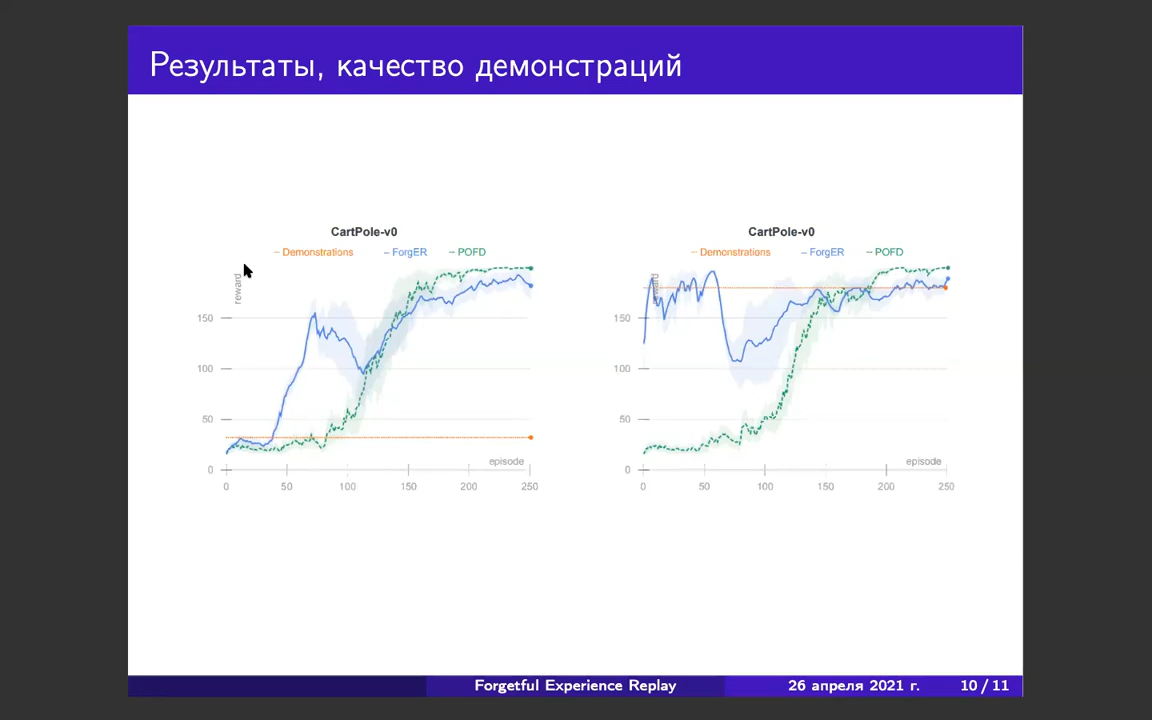 Результаты, качество демонстраций
CartPole-v0
Demonstrations ForgER POFD
reward
150
100
50
0
episode
0 50 100 150 200 250
CartPole-v0
Demonstrations ForgER POFD
150
100
50
0
episode
0 50 100 150 200 250
Forgetful Experience Replay 26 апреля 2021 г. 10 / 11